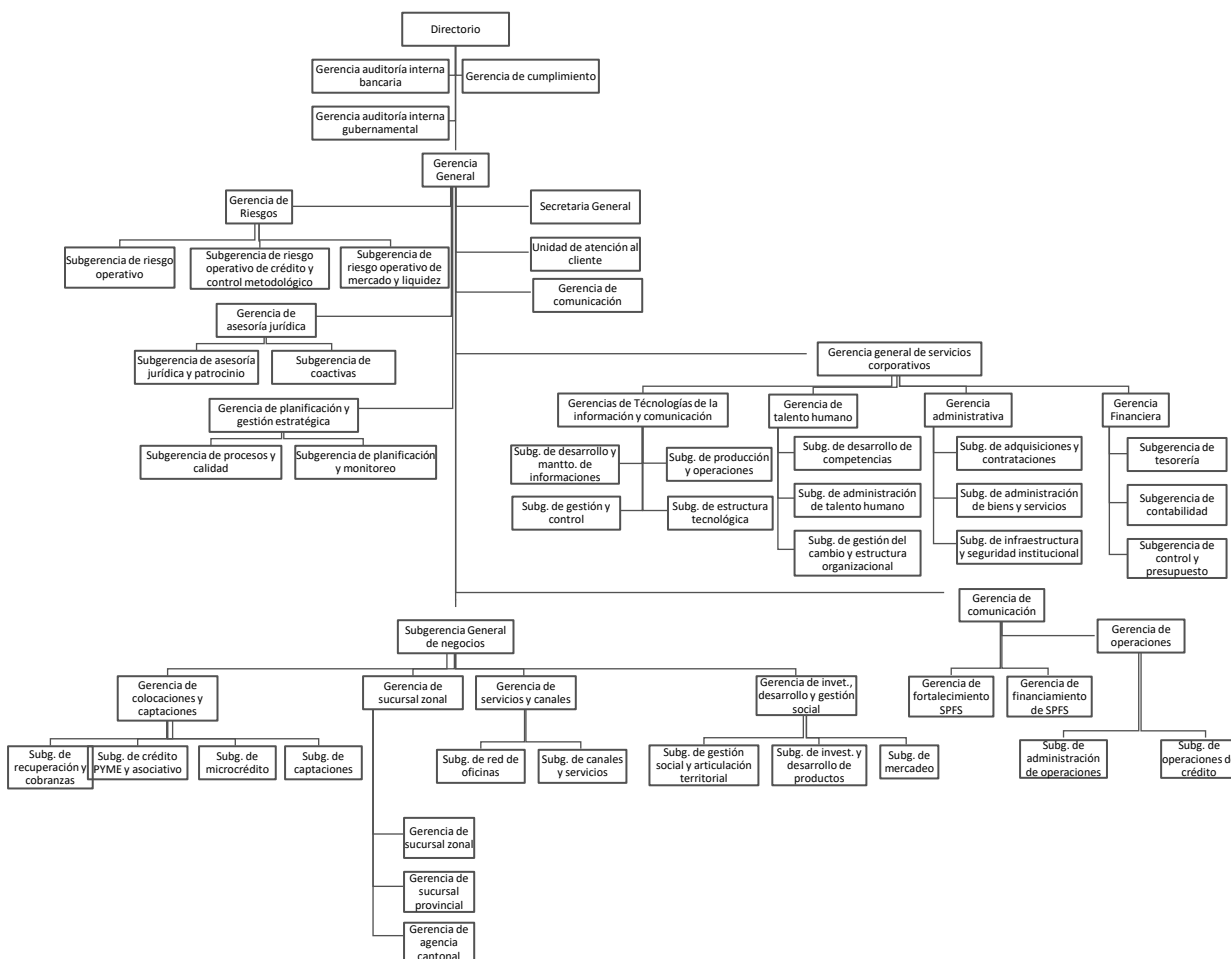 Directorio
Gerencia auditoría interna
bancaria
Gerencia de cumplimiento
Gerencia auditoría interna
gubernamental
Gerencia
General
Gerencia de
Riesgos
Secretaria General
Subgerencia de riesgo
operativo
Subgerencia de riesgo
operativo de crédito y
control metodológico
Subgerencia de
riesgo operativo de
mercado y liquidez
Unidad de atención al
cliente
Gerencia de
comunicación
Gerencia de
asesoría jurídica
Subgerencia de asesoría
jurídica y patrocinio
Subgerencia de
coactivas
Gerencia general de servicios
corporativos
Gerencia de planificación y
gestión estratégica
Subgerencia de procesos y
calidad
Subgerencia de planificación
y monitoreo
Gerencias de Técnologías de la
información y comunicación
Gerencia de
talento humano
Gerencia
administrativa
Gerencia
Financiera
Subg. de desarrollo y
mantto. de
informaciones
Subg. de producción
y operaciones
Subg. de desarrollo de
competencias
Subg. de adquisiciones y
contrataciones
Subgerencia de
tesorería
Subg. de gestión y
control
Subg. de estructura
tecnológica
Subg. de administración
de talento humano
Subg. de administración
de bienes y servicios
Subgerencia de
contabilidad
Subg. de gestión del
cambio y estructura
organizacional
Subg. de infraestructura
y seguridad institucional
Subgerencia de
control y
presupuesto
Gerencia de
comunicación
Subgerencia General
de negocios
Gerencia de
operaciones
Gerencia de
colocaciones y
captaciones
Gerencia de
sucursal zonal
Gerencia de
servicios y canales
Gerencia de invet.,
desarrollo y gestión
social
Gerencia de
fortalecimiento
SPFS
Gerencia de
financiamiento
de SPFS
Subg. de
recuperación y
cobranzas
Subg. de crédito
PYME y asociativo
Subg. de
microcrédito
Subg. de
captaciones
Subg. de red de
oficinas
Subg. de canales
y servicios
Subg. de gestión
social y articulación
territorial
Subg. de invest. y
desarrollo de
productos
Subg. de
mercadeo
Subg. de
administración
de operaciones
Subg. de
operaciones de
crédito
Gerencia de
sucursal zonal
Gerencia de
sucursal
provincial
Gerencia de
agencia
cantonal